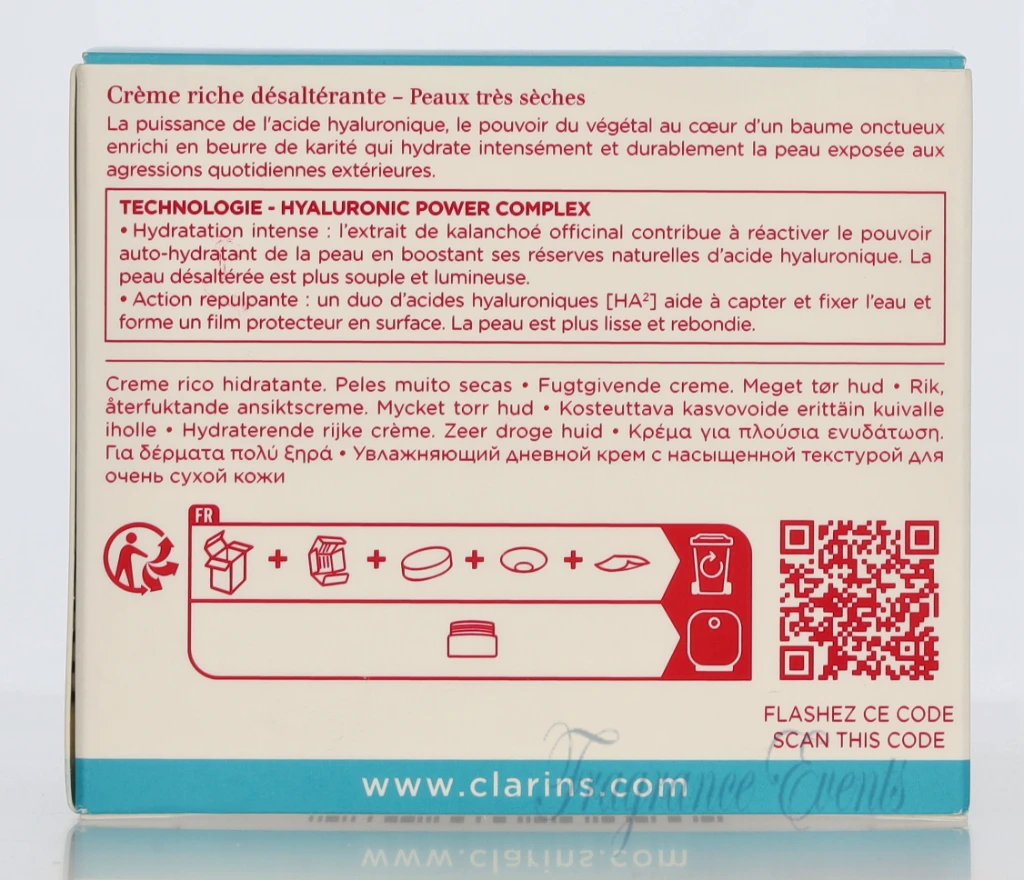 Crème riche désaltérante – Peaux très sèches
La puissance de l'acide hyaluronique, le pouvoir du végétal au cœur d'un baume onctueux
enrichi en beurre de karité qui hydrate intensément et durablement la peau exposée aux
agressions quotidiennes extérieures.
TECHNOLOGIE - HYALURONIC POWER COMPLEX
• Hydratation intense : l'extrait de kalanchoé officinal contribue à réactiver le pouvoir
auto-hydratant de la peau en boostant ses réserves naturelles d'acide hyaluronique. La
peau désaltérée est plus souple et lumineuse.
• Action repulpante : un duo d'acides hyaluroniques [HA²] aide à capter et fixer l'eau et
forme un film protecteur en surface. La peau est plus lisse et rebondie.
Creme rico hidratante. Peles muito secas • Fugtgivende creme. Meget tør hud • Rik,
återfuktande ansiktscreme. Mycket torr hud • Kosteuttava kasvovoide erittäin kuivalle
iholle • Hydraterende rijke crème. Zeer droge huid • Κρέμα για πλούσια ενυδάτωση.
Για δέρματα πολύ ξηρά • Увлажняющий дневной крем с насыщенной текстурой для
очень сухой кожи
FR
FLASHEZ CE CODE
SCAN THIS CODE
www.clarins.com
Fragrance Events